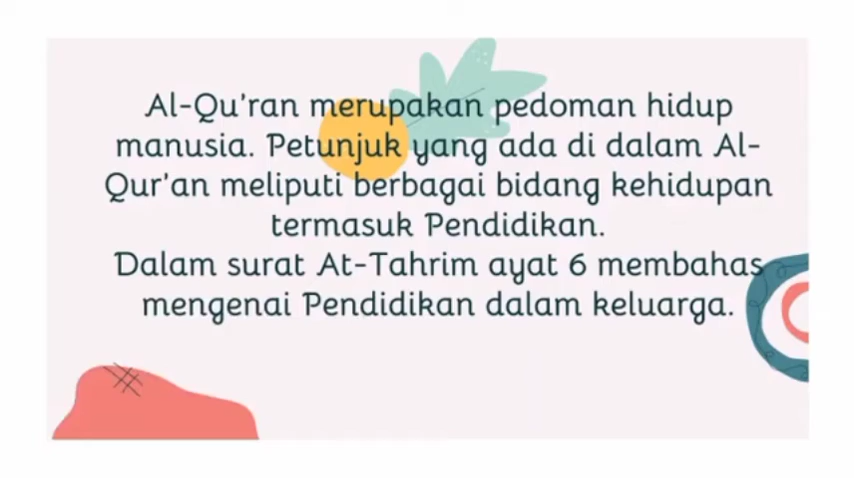 Al-Qu'ran merupakan pedoman hidup
manusia. Petunjuk yang ada di dalam Al-
Qur'an meliputi berbagai bidang kehidupan
termasuk Pendidikan.
Dalam surat At-Tahrim ayat 6 membahas
mengenai Pendidikan dalam keluarga.